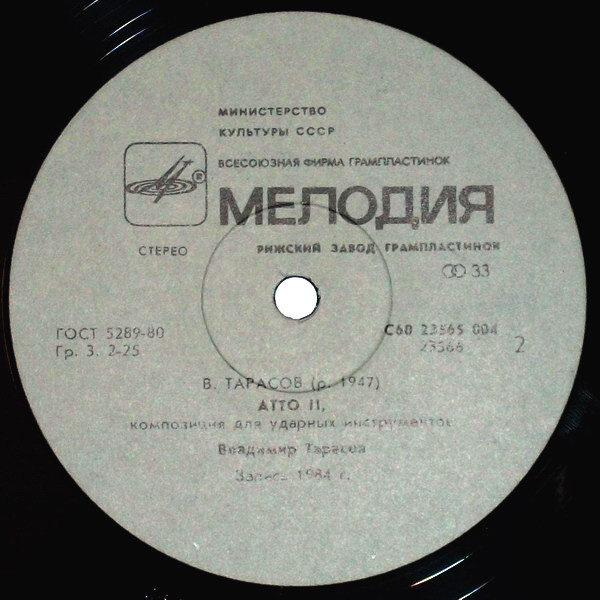 МИНИСТЕРСТВО
КУЛЬТУРЫ СССР
ВСЕСОЮЗНАЯ ФИРМА ГРАМПЛАСТИНОК
®
МЕЛОДИЯ
СТЕРЕО
РИЖСКИЙ ЗАВОД ГРАМПЛАСТИНОК
33
ГОСТ 5289-80
Гр. 3. 2-25
С60 23565 004
23566
2
В. ТАРАСОВ (р. 1947)
АТТО II,
композиция для ударных инструментов
Владимир Тарасов
Запись 1984 г.